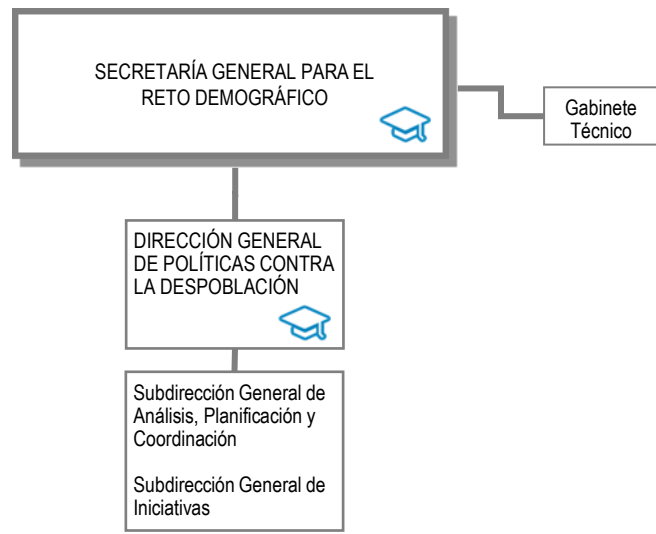 SECRETARÍA GENERAL PARA EL
RETO DEMOGRÁFICO
Gabinete
Técnico
DIRECCIÓN GENERAL
DE POLÍTICAS CONTRA
LA DESPOBLACIÓN
Subdirección General de
Análisis, Planificación y
Coordinación
Subdirección General de
Iniciativas